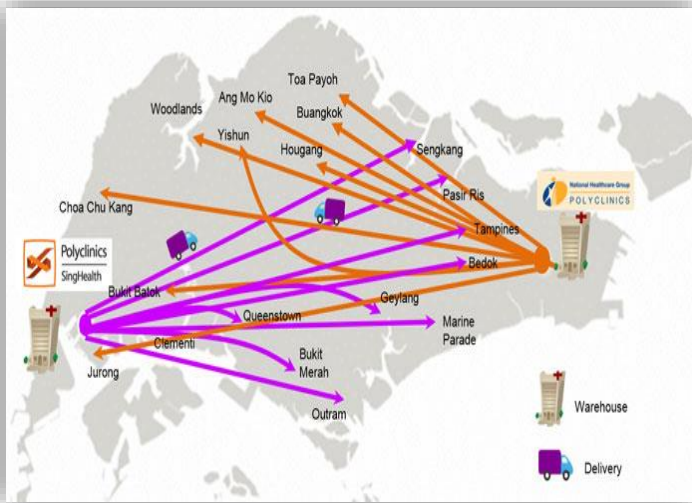 Toa Payoh
Ang Mo Kio
Woodlands
Buangkok
Yishun
Hougang
Sengkang
National Healthcare Group
POLYCLINICS
Pasir Ris
Choa Chu Kang
Tampines
Polyclinics
SingHealth
Bedok
Bukit Batok
Geylang
Queenstown
Marine
Parade
Clementi
Bukit
Merah
Jurong
Outram
Warehouse
Delivery